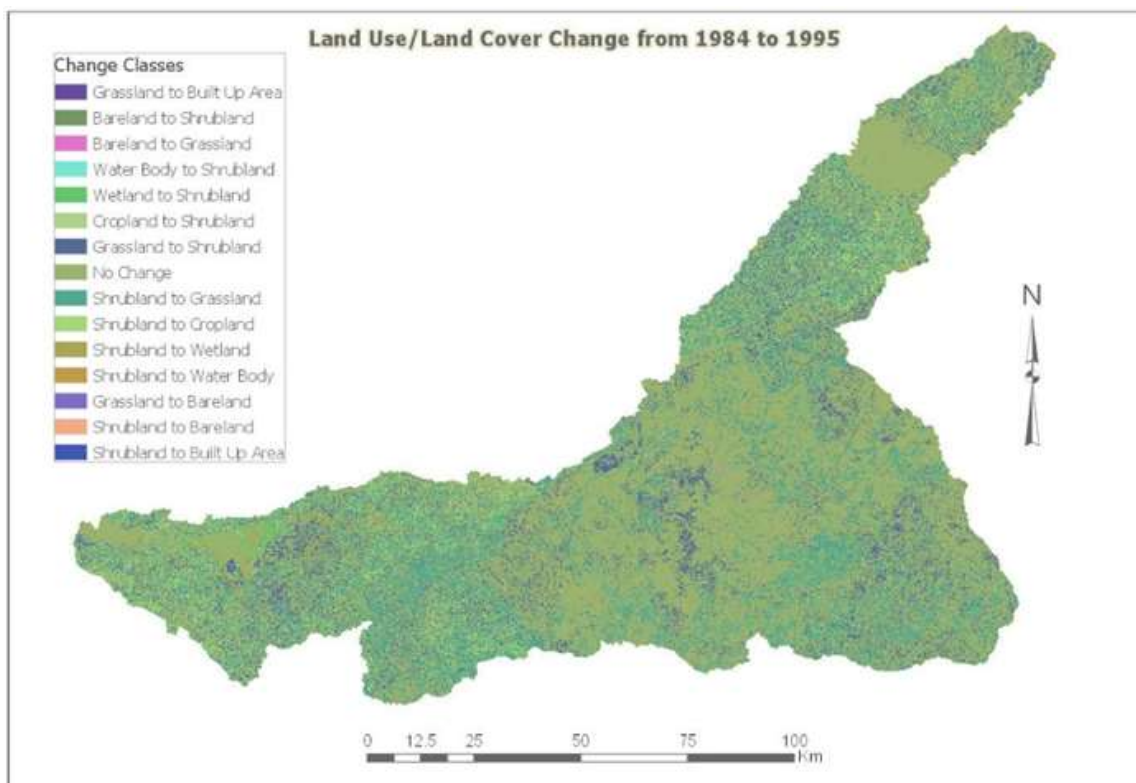 Land Use/Land Cover Change from 1984 to 1995
Change Classes
Grassland to Built Up Area
Bareland to Shrubland
Bareland to Grassland
Water Body to Shrubland
Wetland to Shrubland
Cropland to Shrubland
Grassland to Shrubland
No Change
Shrubland to Grassland
Shrubland to Cropland
Shrubland to Wetland
Shrubland to Water Body
Grassland to Bareland
Shrubland to Bareland
Shrubland to Built Up Area
N
0 12.5 25 50 75 100
Km